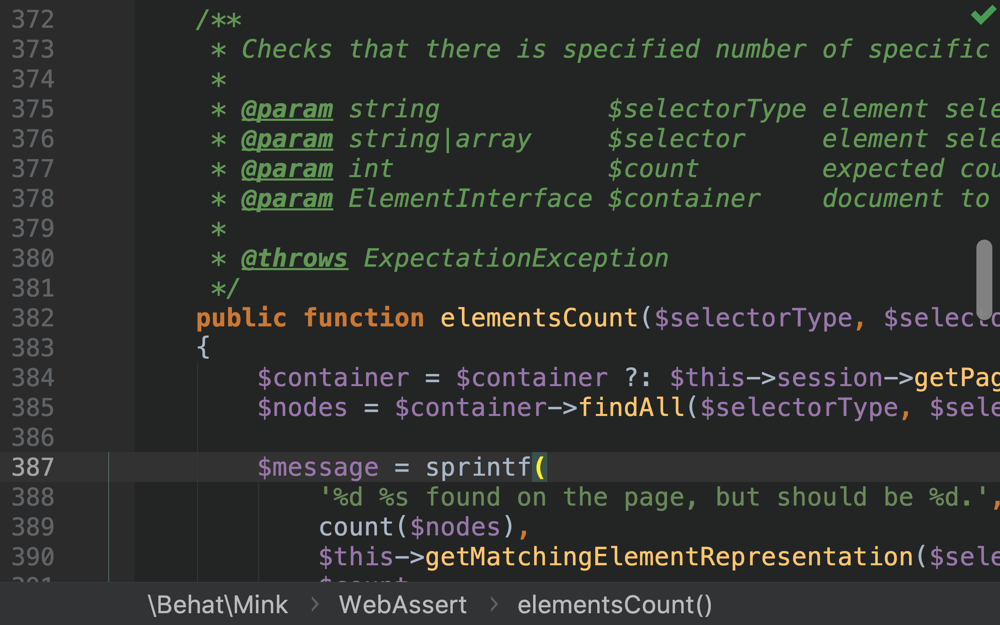 372 /**
373 * Checks that there is specified number of specific
374 *
375 * @param string $selectorType element sele
376 * @param string|array $selector element sele
377 * @param int $count expected cou
378 * @param ElementInterface $container document to
379 *
380 * @throws ExpectationException
381 */
382 public function elementsCount($selectorType, $selecto
383 {
384 $container = $container ?: $this->session->getPag
385 $nodes = $container->findAll($selectorType, $sele
386
387 $message = sprintf(
388 '%d %s found on the page, but should be %d.',
389 count($nodes),
390 $this->getMatchingElementRepresentation($sele
391 $count
\Behat\Mink > WebAssert > elementsCount()